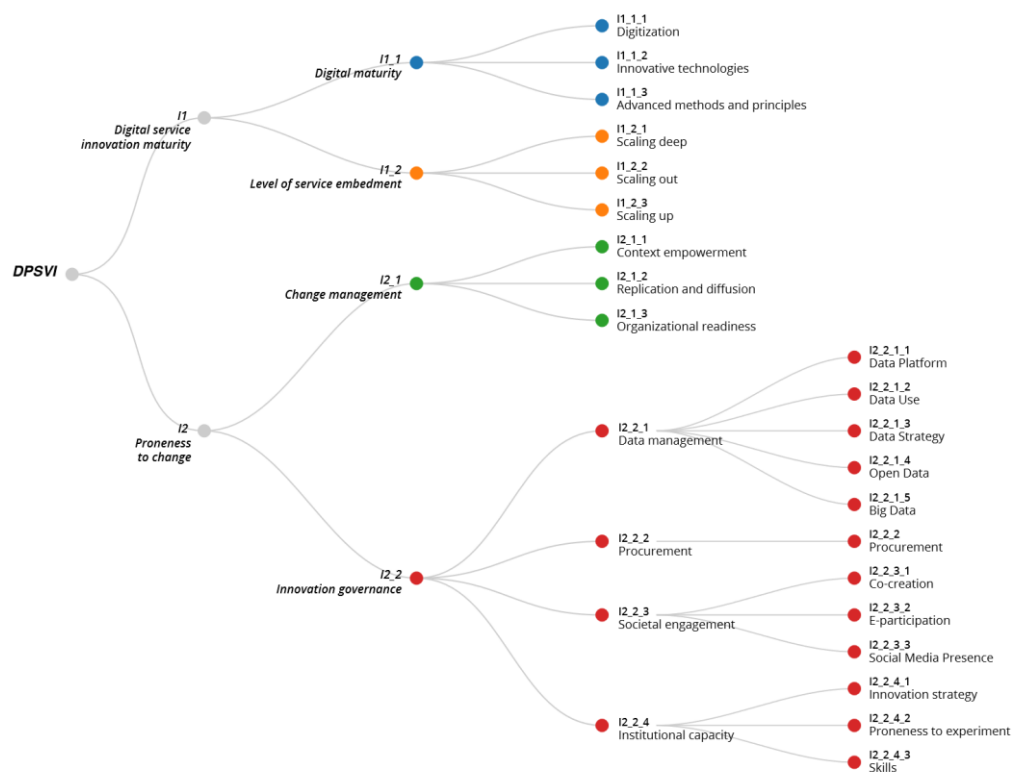 DPSVI
I1
Digital service
innovation maturity
I1_1
Digital maturity
I1_1_1
Digitization
I1_1_2
Innovative technologies
I1_1_3
Advanced methods and principles
I1_2
Level of service embedment
I1_2_1
Scaling deep
I1_2_2
Scaling out
I1_2_3
Scaling up
I2
Proneness
to change
I2_1
Change management
I2_1_1
Context empowerment
I2_1_2
Replication and diffusion
I2_1_3
Organizational readiness
I2_2
Innovation governance
I2_2_1
Data management
I2_2_1_1
Data Platform
I2_2_1_2
Data Use
I2_2_1_3
Data Strategy
I2_2_1_4
Open Data
I2_2_1_5
Big Data
I2_2_2
Procurement
I2_2_2
Procurement
I2_2_3
Societal engagement
I2_2_3_1
Co-creation
I2_2_3_2
E-participation
I2_2_3_3
Social Media Presence
I2_2_4
Institutional capacity
I2_2_4_1
Innovation strategy
I2_2_4_2
Proneness to experiment
I2_2_4_3
Skills